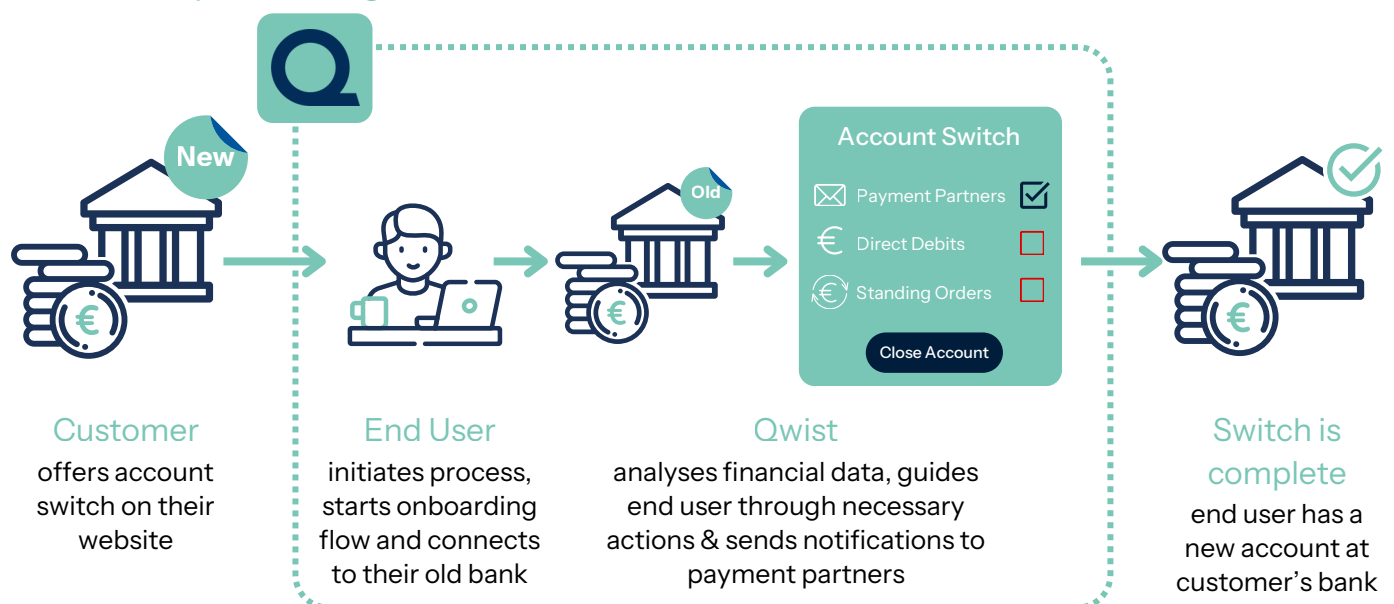 New
Old
Account Switch
Payment Partners
Direct Debits
Standing Orders
Close Account
Customer
offers account
switch on their
website
End User
initiates process,
starts onboarding
flow and connects
to their old bank
Qwist
analyses financial data, guides
end user through necessary
actions & sends notifications to
payment partners
Switch is
complete
end user has a
new account at
customer’s bank